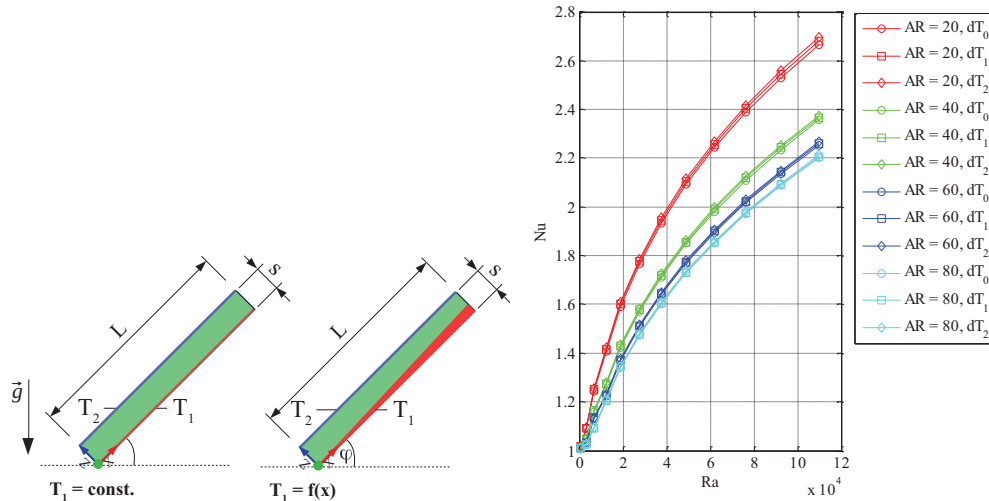 s
L
g
T₂
T₁
T₁ = const.
s
L
T₂
T₁
φ
T₁ = f(x)
2.8
2.6
2.4
2.2
2
1.8
1.6
1.4
1.2
1
Nu
0
2
4
6
8
10
12
x 10⁴
Ra
AR = 20, dT₀
AR = 20, dT₁
AR = 20, dT₂
AR = 40, dT₀
AR = 40, dT₁
AR = 40, dT₂
AR = 60, dT₀
AR = 60, dT₁
AR = 60, dT₂
AR = 80, dT₀
AR = 80, dT₁
AR = 80, dT₂